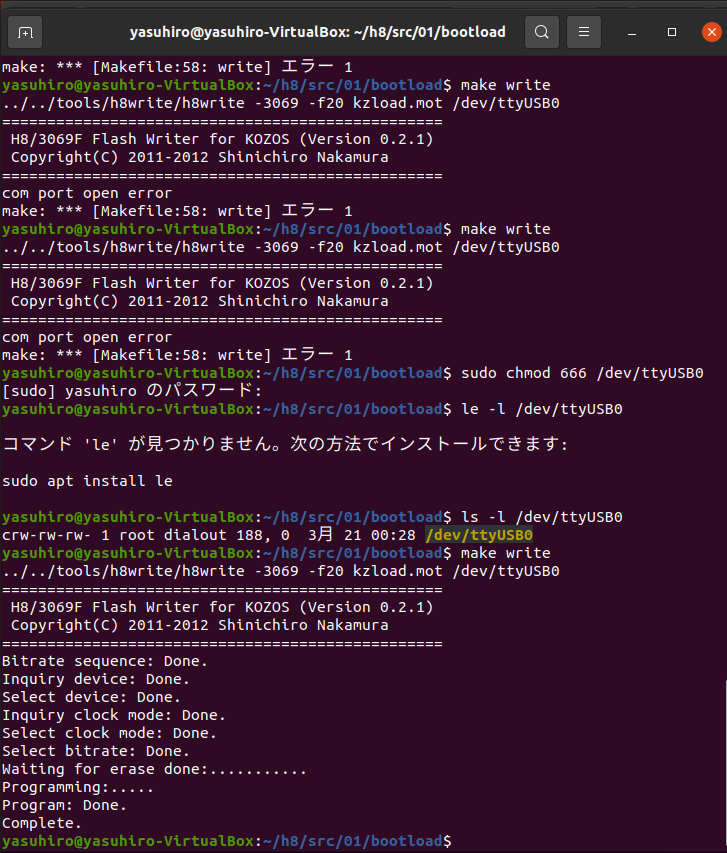 yasuhiro@yasuhiro-VirtualBox: ~/h8/src/01/bootload
make: *** [Makefile:58: write] エラー 1
yasuhiro@yasuhiro-VirtualBox:~/h8/src/01/bootload$ make write
../../tools/h8write/h8write -3069 -f20 kzload.mot /dev/ttyUSB0
=================================================
 H8/3069F Flash Writer for KOZOS (Version 0.2.1)
 Copyright(C) 2011-2012 Shinichiro Nakamura
=================================================
com port open error
make: *** [Makefile:58: write] エラー 1
yasuhiro@yasuhiro-VirtualBox:~/h8/src/01/bootload$ make write
../../tools/h8write/h8write -3069 -f20 kzload.mot /dev/ttyUSB0
=================================================
 H8/3069F Flash Writer for KOZOS (Version 0.2.1)
 Copyright(C) 2011-2012 Shinichiro Nakamura
=================================================
com port open error
make: *** [Makefile:58: write] エラー 1
yasuhiro@yasuhiro-VirtualBox:~/h8/src/01/bootload$ sudo chmod 666 /dev/ttyUSB0
[sudo] yasuhiro のパスワード:
yasuhiro@yasuhiro-VirtualBox:~/h8/src/01/bootload$ le -l /dev/ttyUSB0
コマンド 'le' が見つかりません。次の方法でインストールできます:
sudo apt install le
yasuhiro@yasuhiro-VirtualBox:~/h8/src/01/bootload$ ls -l /dev/ttyUSB0
crw-rw-rw- 1 root dialout 188, 0  3月 21 00:28 /dev/ttyUSB0
yasuhiro@yasuhiro-VirtualBox:~/h8/src/01/bootload$ make write
../../tools/h8write/h8write -3069 -f20 kzload.mot /dev/ttyUSB0
=================================================
 H8/3069F Flash Writer for KOZOS (Version 0.2.1)
 Copyright(C) 2011-2012 Shinichiro Nakamura
=================================================
Bitrate sequence: Done.
Inquiry device: Done.
Select device: Done.
Inquiry clock mode: Done.
Select clock mode: Done.
Select bitrate: Done.
Waiting for erase done:...........
Programming:.....
Program: Done.
Complete.
yasuhiro@yasuhiro-VirtualBox:~/h8/src/01/bootload$